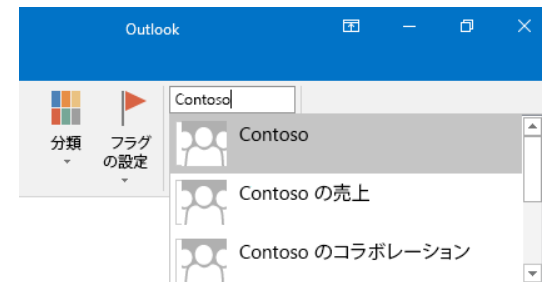 Outlook
Contoso
分類
フラグ
の設定
Contoso
Contoso の売上
Contoso のコラボレーション